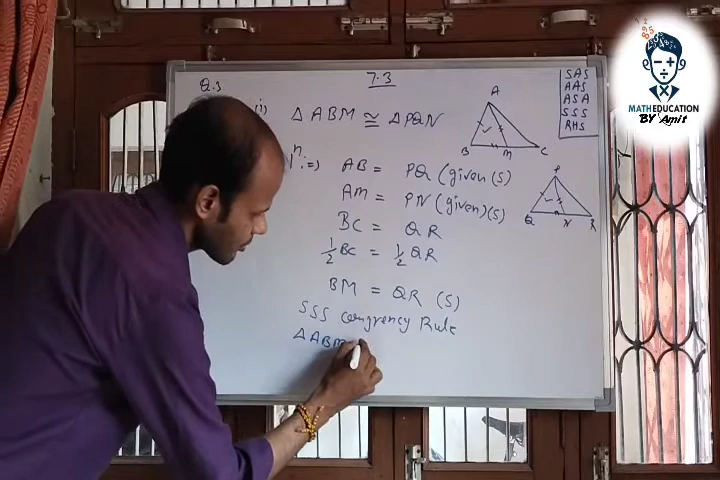 7.3
Q.3
(i) Δ ABM ≅ Δ PQN
n
AB = PQ (given (S)
AM = PN (given)(S)
BC = QR
1/2 BC = 1/2 QR
BM = QR (S)
SSS congruency Rule
Δ ABM
A
B
M
C
P
Q
N
R
SAS
AAS
ASA
SSS
RHS
MATHEDUCATION
BY Amit